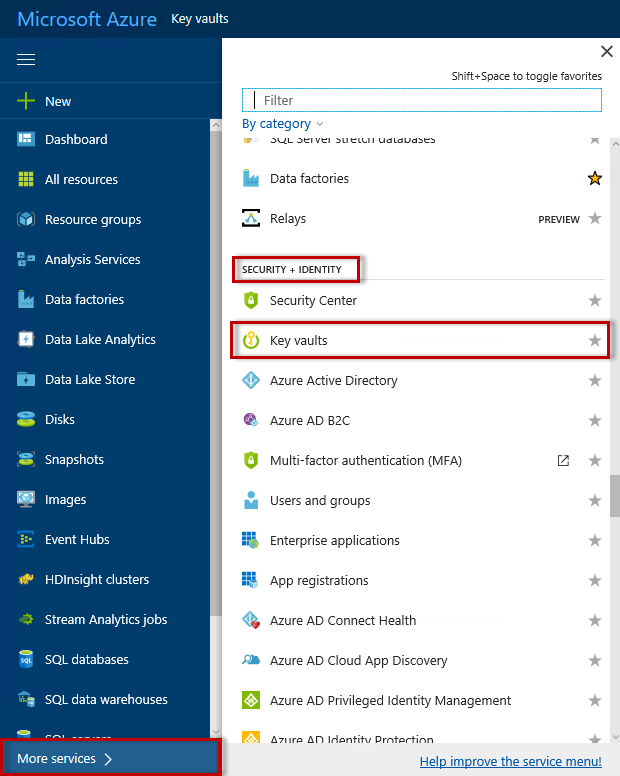 Microsoft Azure Key vaults
New
Dashboard
All resources
Resource groups
Analysis Services
Data factories
Data Lake Analytics
Data Lake Store
Disks
Snapshots
Images
Event Hubs
HDInsight clusters
Stream Analytics jobs
SQL databases
SQL data warehouses
SQL servers
More services
Shift+Space to toggle favorites
Filter
By category
SQL Server stretch databases
Data factories
Relays PREVIEW
SECURITY + IDENTITY
Security Center
Key vaults
Azure Active Directory
Azure AD B2C
Multi-factor authentication (MFA)
Users and groups
Enterprise applications
App registrations
Azure AD Connect Health
Azure AD Cloud App Discovery
Azure AD Privileged Identity Management
Azure AD Identity Protection
Help improve the service menu!